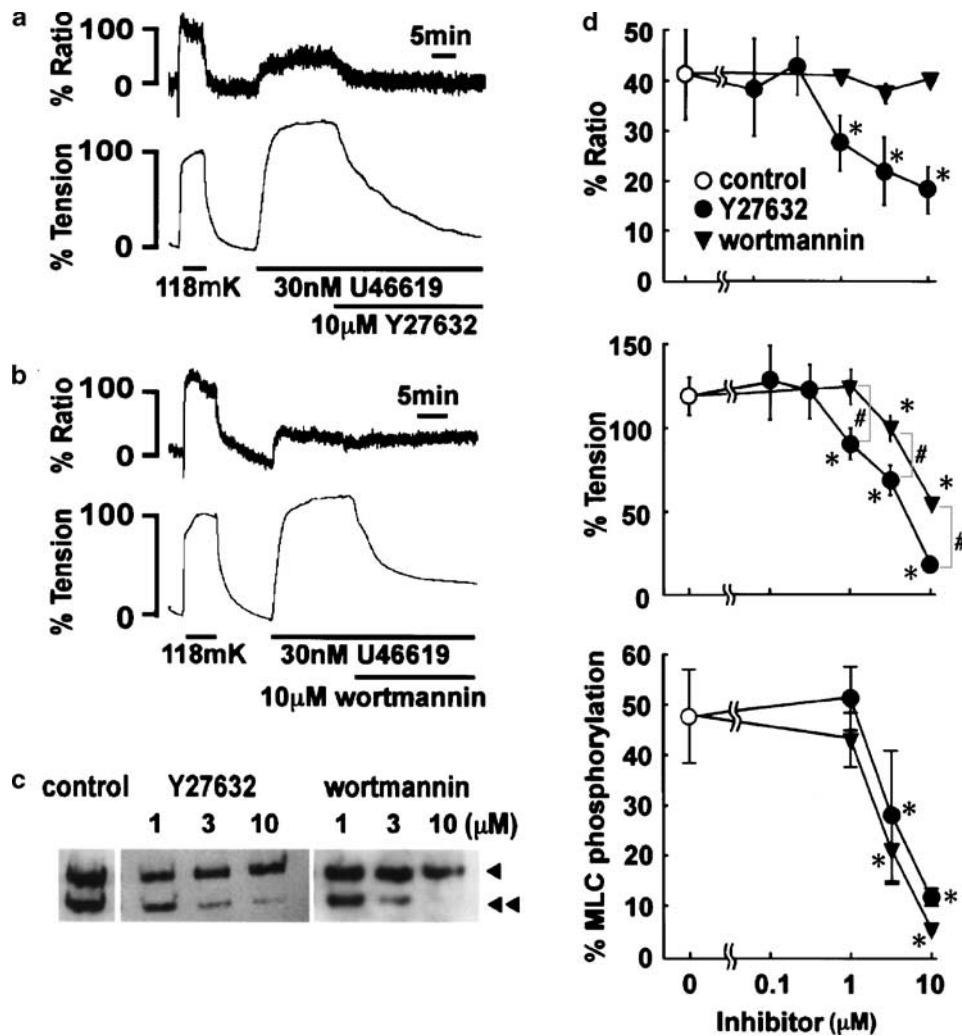 a
% Ratio
100
0
5min
% Tension
100
0
118mK
30nM U46619
10μM Y27632
b
% Ratio
100
0
5min
% Tension
100
0
118mK
30nM U46619
10μM wortmannin
c
control Y27632 wortmannin
1 3 10 1 3 10 (μM)
d
% Ratio
50
40
30
20
10
0
control
Y27632
wortmannin
* * *
% Tension
150
100
50
0
# # #
* * * * *
% MLC phosphorylation
60
50
40
30
20
10
0
* * * *
0 0.1 1 10
Inhibitor (μM)